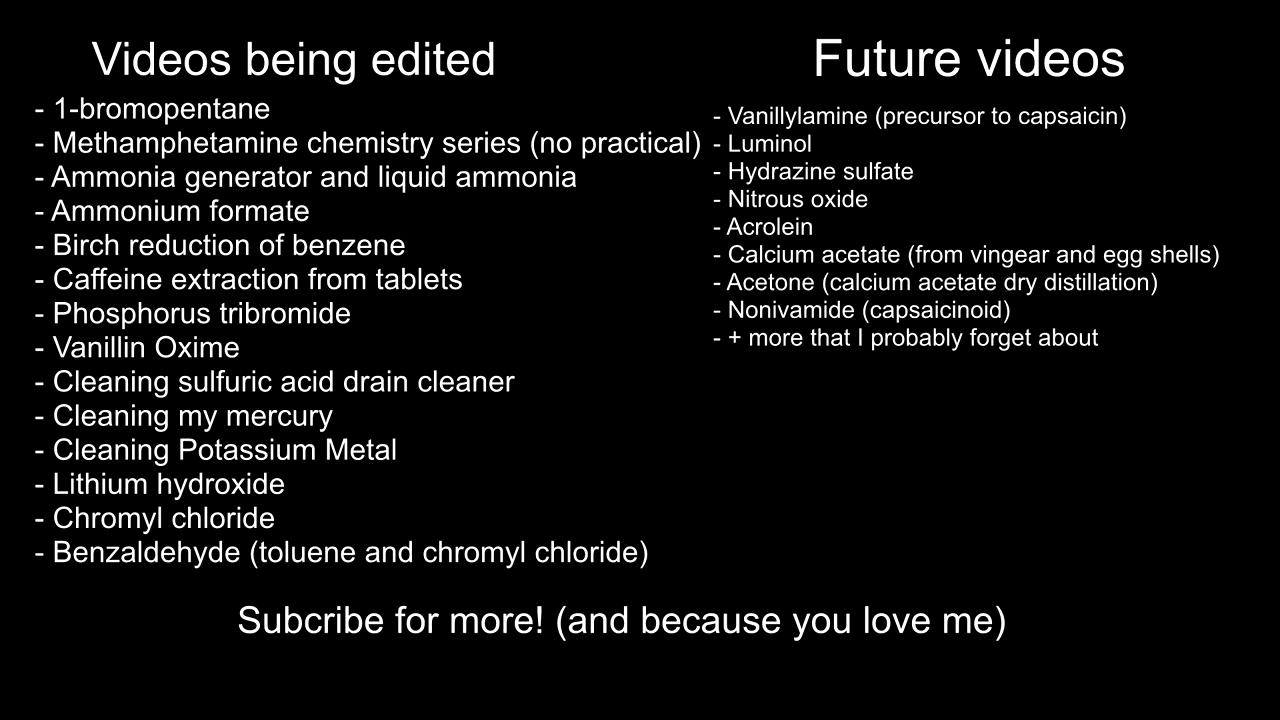 Videos being edited
- 1-bromopentane
- Methamphetamine chemistry series (no practical)
- Ammonia generator and liquid ammonia
- Ammonium formate
- Birch reduction of benzene
- Caffeine extraction from tablets
- Phosphorus tribromide
- Vanillin Oxime
- Cleaning sulfuric acid drain cleaner
- Cleaning my mercury
- Cleaning Potassium Metal
- Lithium hydroxide
- Chromyl chloride
- Benzaldehyde (toluene and chromyl chloride)
Future videos
- Vanillylamine (precursor to capsaicin)
- Luminol
- Hydrazine sulfate
- Nitrous oxide
- Acrolein
- Calcium acetate (from vingear and egg shells)
- Acetone (calcium acetate dry distillation)
- Nonivamide (capsaicinoid)
- + more that I probably forget about
Subcribe for more! (and because you love me)